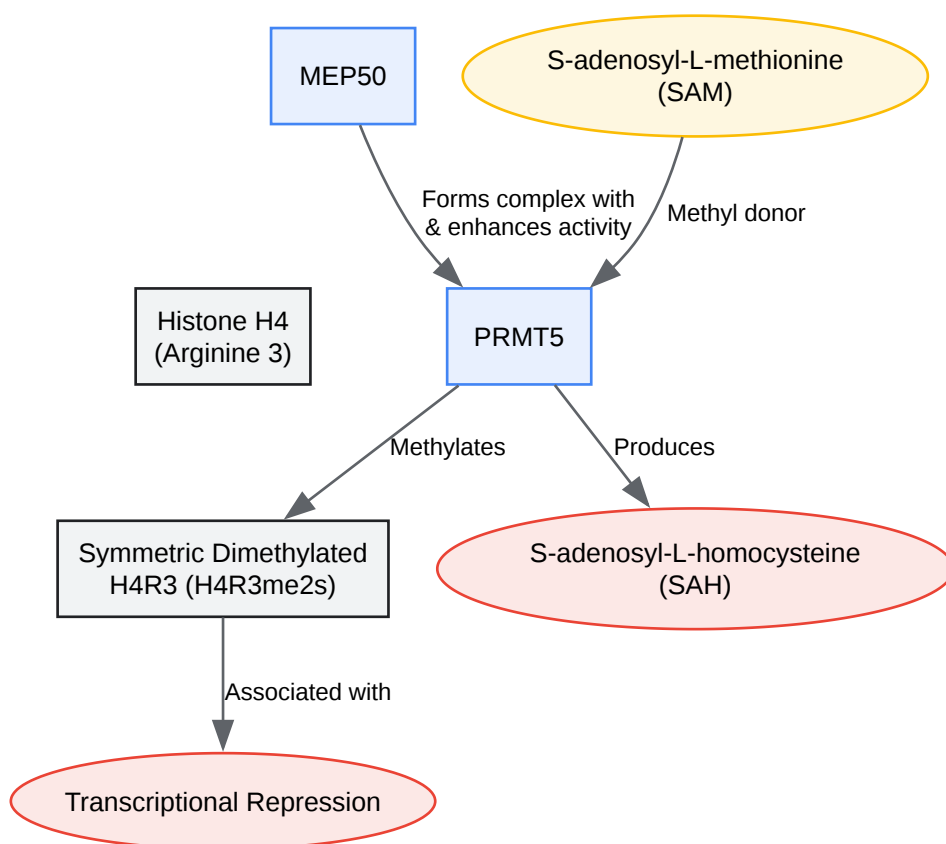 MEP50
S-adenosyl-L-methionine
(SAM)
Forms complex with
& enhances activity
Methyl donor
Histone H4
(Arginine 3)
PRMT5
Methylates
Produces
Symmetric Dimethylated
H4R3 (H4R3me2s)
S-adenosyl-L-homocysteine
(SAH)
Associated with
Transcriptional Repression